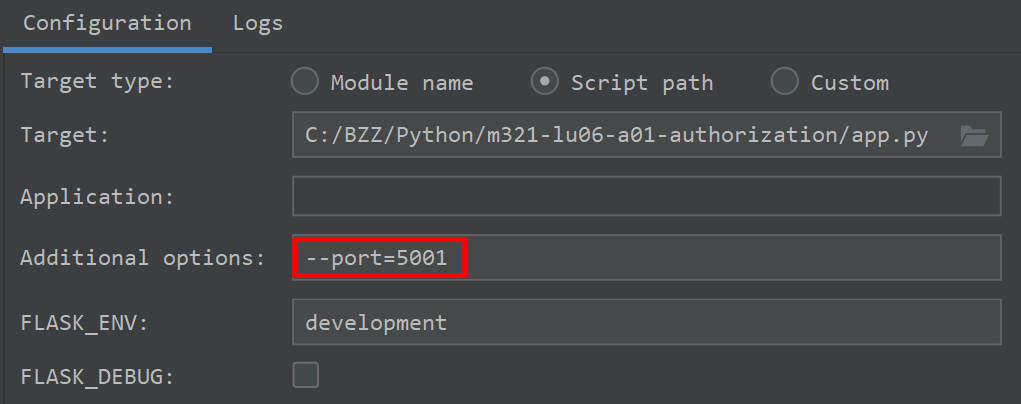 Configuration Logs
Target type: Module name Script path Custom
Target: C:/BZZ/Python/m321-lu06-a01-authorization/app.py
Application:
Additional options: --port=5001
FLASK_ENV: development
FLASK_DEBUG: